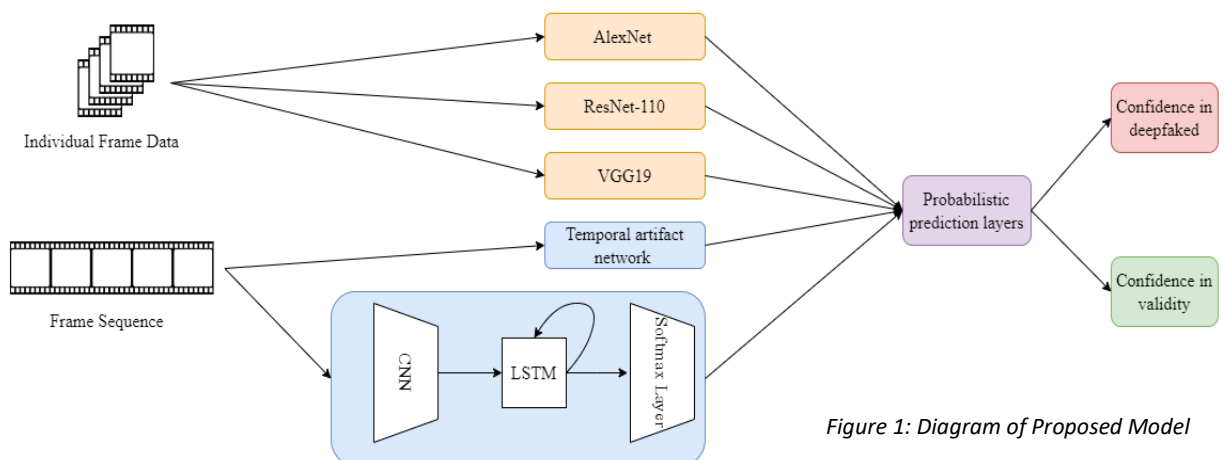 AlexNet
ResNet-110
Individual Frame Data
VGG19
Confidence in
deepfaked
Probabilistic
prediction layers
Temporal artifact
network
Confidence in
validity
Frame Sequence
CNN
LSTM
Softmax Layer
Figure 1: Diagram of Proposed Model